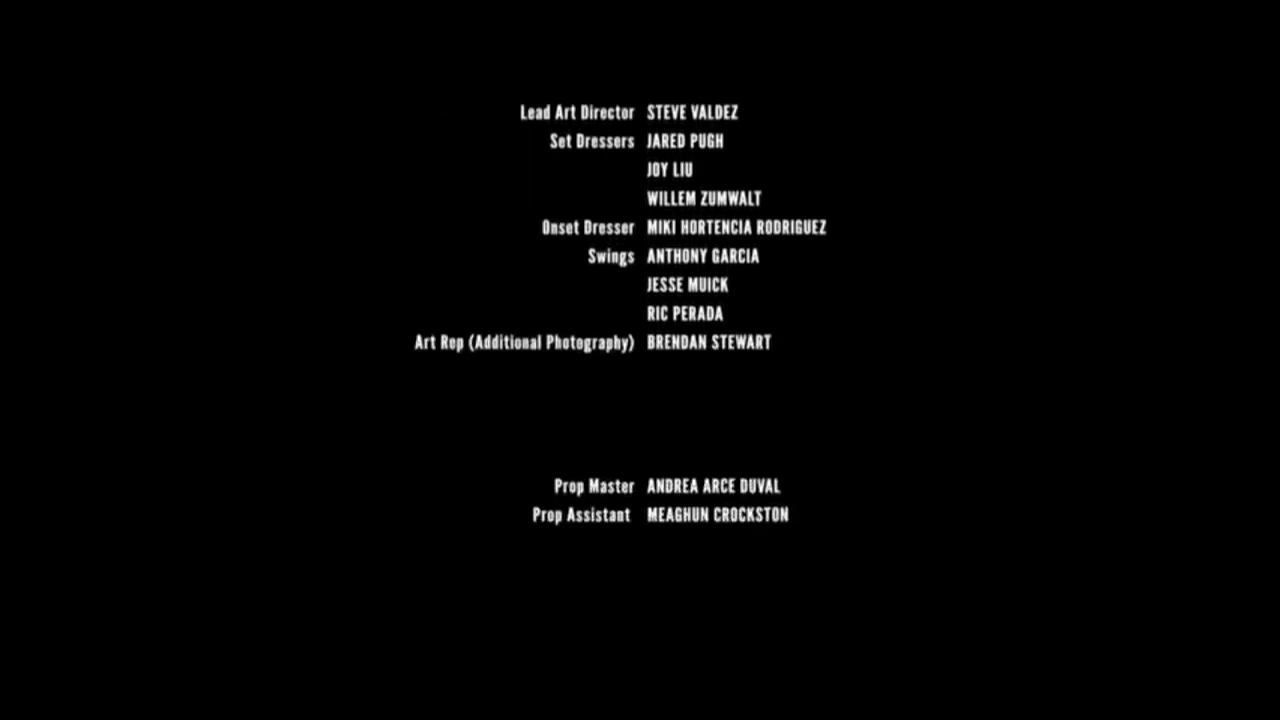 Lead Art Director STEVE VALDEZ
Set Dressers JARED PUGH
JOY LIU
WILLEM ZUMWALT
Onset Dresser MIKI HORTENCIA RODRIGUEZ
Swings ANTHONY GARCIA
JESSE MUICK
RIC PERADA
Art Rep (Additional Photography) BRENDAN STEWART
Prop Master ANDREA ARCE DUVAL
Prop Assistant MEAGHUN CROCKSTON